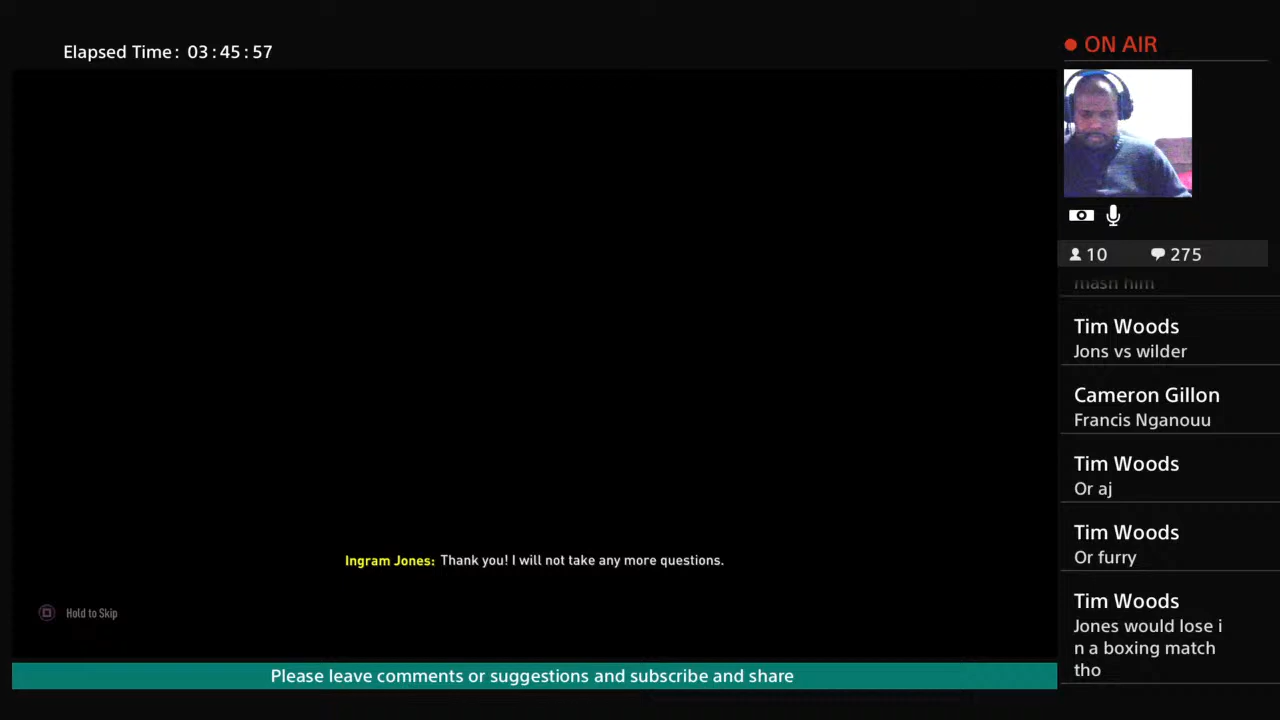 Elapsed Time: 03:45:57
ON AIR
10 275
mash him
Tim Woods
Jons vs wilder
Cameron Gillon
Francis Nganouu
Tim Woods
Or aj
Tim Woods
Or furry
Tim Woods
Jones would lose i
n a boxing match
tho
Ingram Jones: Thank you! I will not take any more questions.
Hold to Skip
Please leave comments or suggestions and subscribe and share